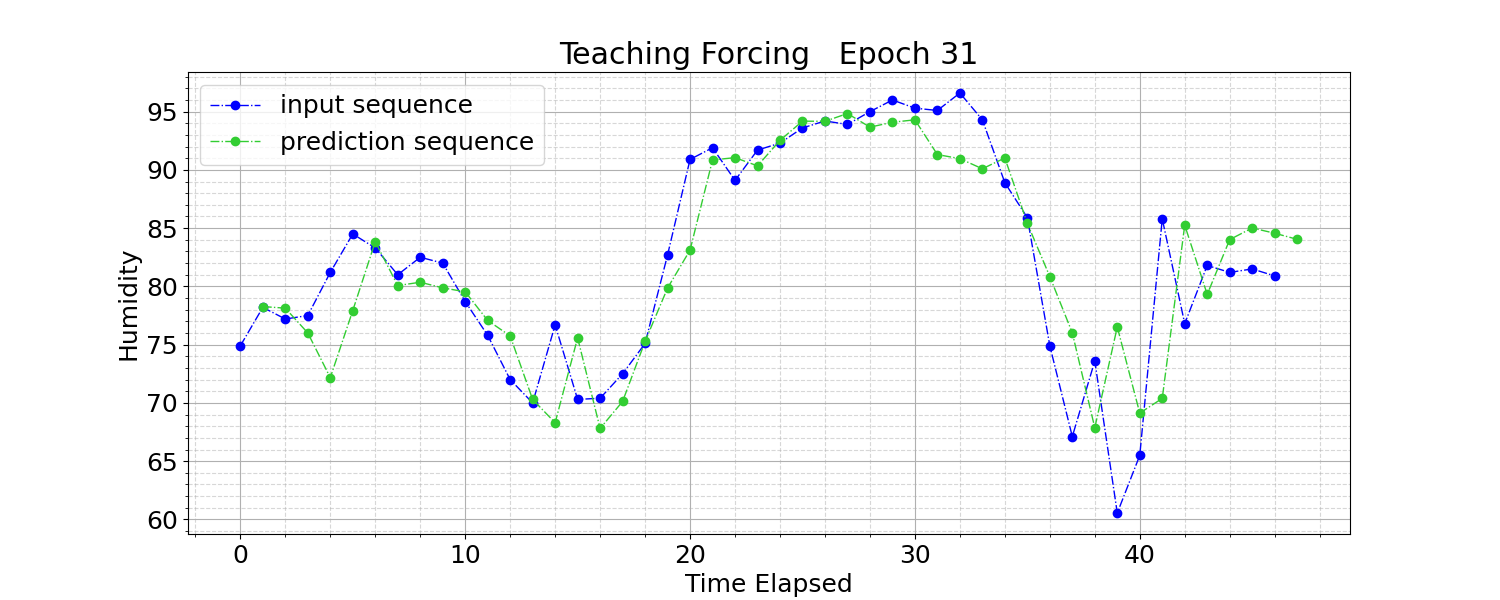 Teaching Forcing   Epoch 31
input sequence
prediction sequence
95
90
85
80
75
70
65
60
Humidity
0 10 20 30 40
Time Elapsed